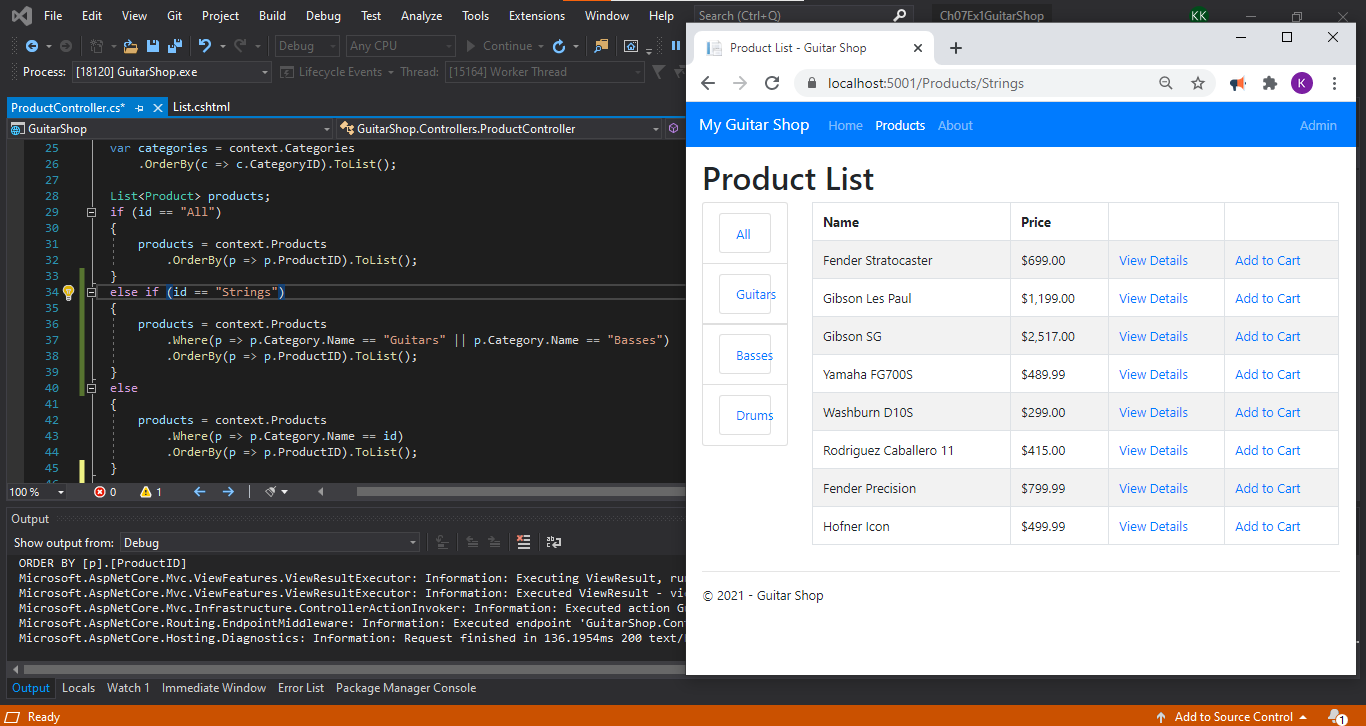 File Edit View Git Project Build Debug Test Analyze Tools Extensions Window Help Search (Ctrl+Q) Ch07Ex1GuitarShop KK
Debug Any CPU Continue
Process: [18120] GuitarShop.exe Lifecycle Events Thread: [15164] Worker Thread
ProductController.cs* List.cshtml
GuitarShop GuitarShop.Controllers.ProductController
25 var categories = context.Categories
26 .OrderBy(c => c.CategoryID).ToList();
27
28 List<Product> products;
29 if (id == "All")
30 {
31 products = context.Products
32 .OrderBy(p => p.ProductID).ToList();
33 }
34 else if (id == "Strings")
35 {
36 products = context.Products
37 .Where(p => p.Category.Name == "Guitars" || p.Category.Name == "Basses")
38 .OrderBy(p => p.ProductID).ToList();
39 }
40 else
41 {
42 products = context.Products
43 .Where(p => p.Category.Name == id)
44 .OrderBy(p => p.ProductID).ToList();
45 }
100 % 0 1
Output
Show output from: Debug
ORDER BY [p].[ProductID]
Microsoft.AspNetCore.Mvc.ViewFeatures.ViewResultExecutor: Information: Executing ViewResult,
Microsoft.AspNetCore.Mvc.ViewFeatures.ViewResultExecutor: Information: Executed ViewResult -
Microsoft.AspNetCore.Mvc.Infrastructure.ControllerActionInvoker: Information: Executed action
Microsoft.AspNetCore.Routing.EndpointMiddleware: Information: Executed endpoint
Microsoft.AspNetCore.Hosting.Diagnostics: Information: Request finished in 136.1954ms 200
Output Locals Watch 1 Immediate Window Error List Package Manager Console
Ready Add to Source Control 1
Product List - Guitar Shop
localhost:5001/Products/Strings K
My Guitar Shop Home Products About Admin
Product List
All
Guitars
Basses
Drums
Name Price
Fender Stratocaster $699.00 View Details Add to Cart
Gibson Les Paul $1,199.00 View Details Add to Cart
Gibson SG $2,517.00 View Details Add to Cart
Yamaha FG700S $489.99 View Details Add to Cart
Washburn D10S $299.00 View Details Add to Cart
Rodriguez Caballero 11 $415.00 View Details Add to Cart
Fender Precision $799.99 View Details Add to Cart
Hofner Icon $499.99 View Details Add to Cart
© 2021 - Guitar Shop